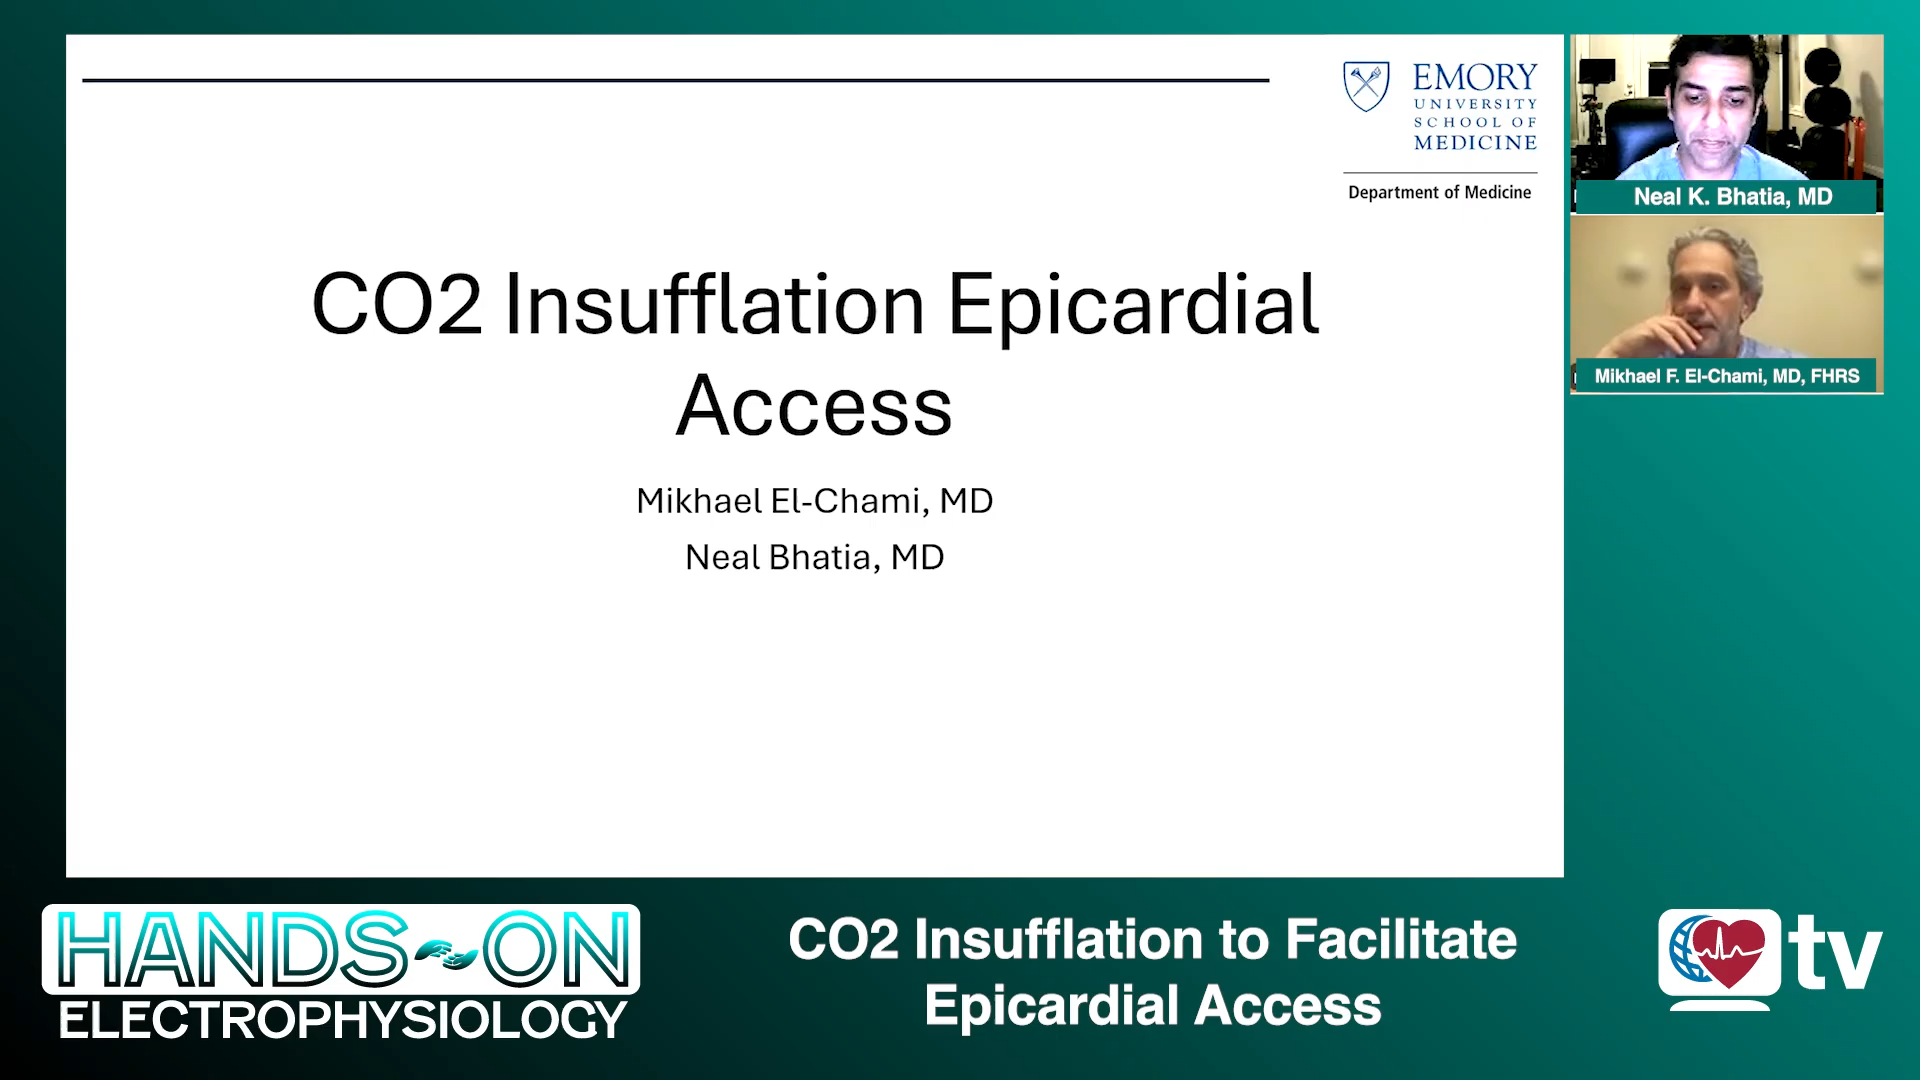 EMORY
UNIVERSITY
SCHOOL OF
MEDICINE
Department of Medicine
CO2 Insufflation Epicardial
Access
Mikhael El-Chami, MD
Neal Bhatia, MD
Neal K. Bhatia, MD
Mikhael F. El-Chami, MD, FHRS
HANDS-ON
ELECTROPHYSIOLOGY
CO2 Insufflation to Facilitate
Epicardial Access
tv